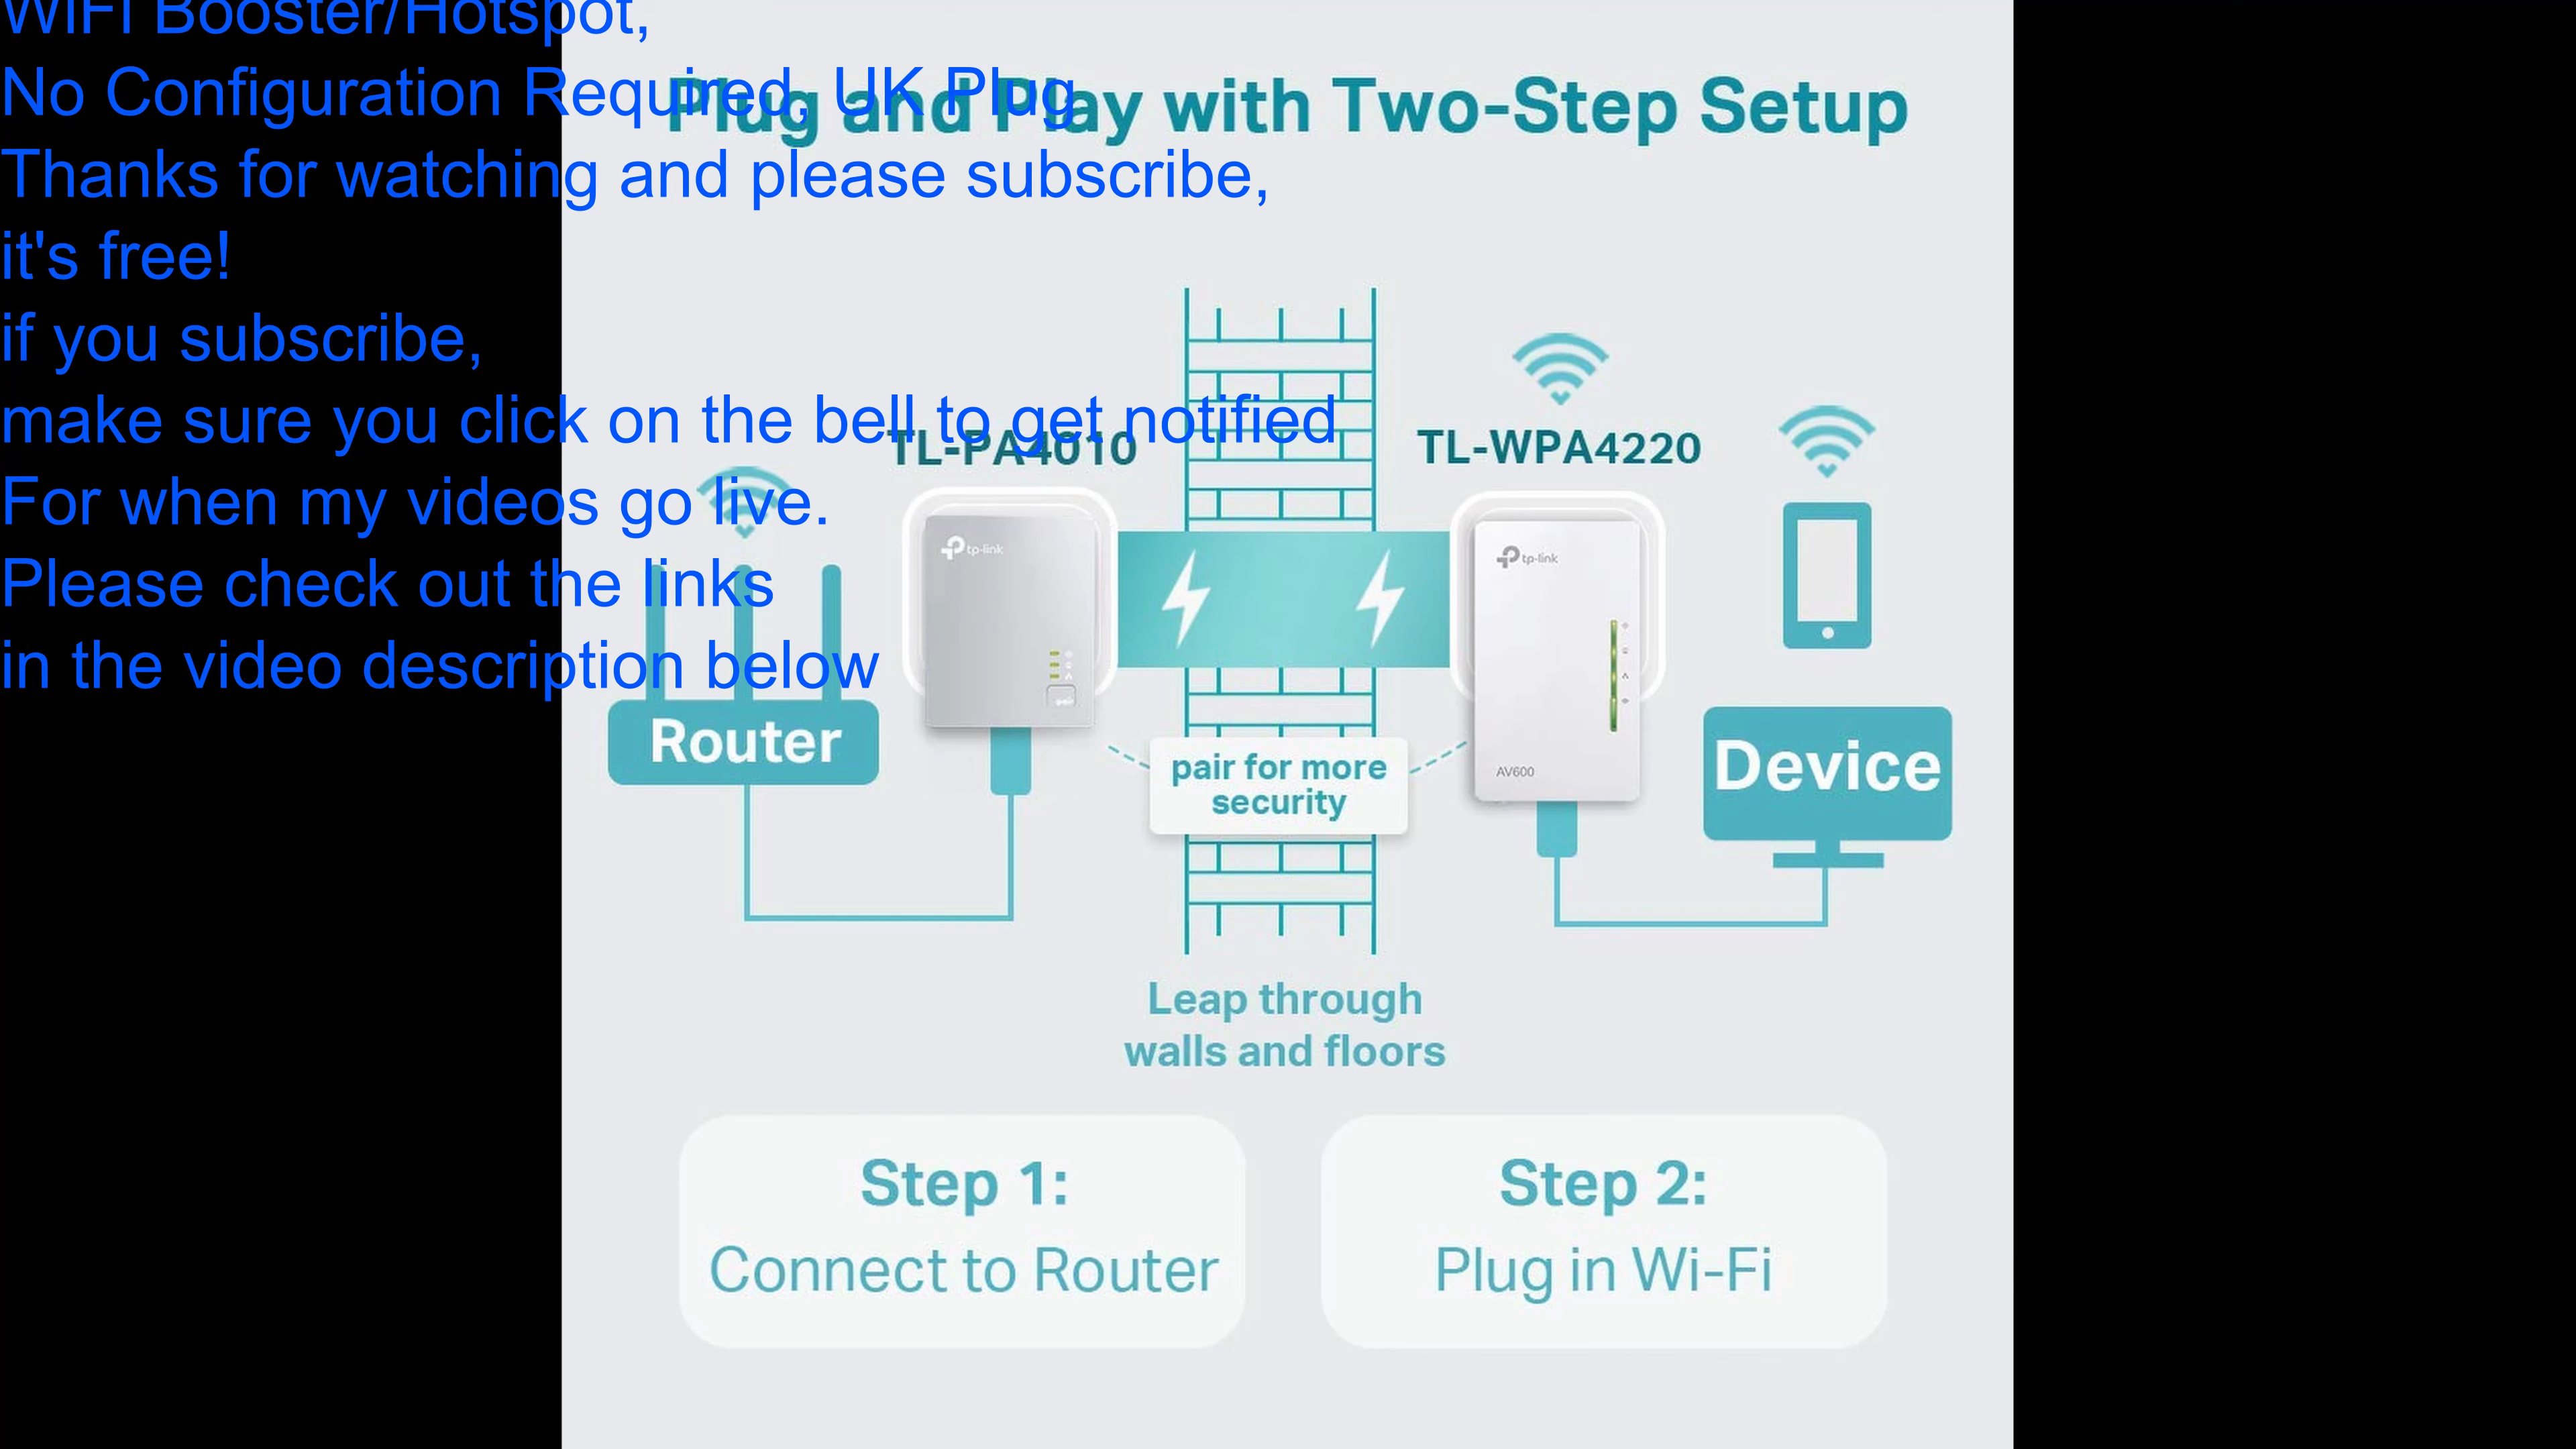 WiFi Booster/Hotspot,
No Configuration Required, UK Plug
Thanks for watching and please subscribe,
it's free!
if you subscribe,
make sure you click on the bell to get notified
For when my videos go live.
Please check out the links
in the video description below
Plug and Play with Two-Step Setup
TL-PA4010
TL-WPA4220
tp-link
tp-link
Router
pair for more
security
AV600
Device
Leap through
walls and floors
Step 1:
Connect to Router
Step 2:
Plug in Wi-Fi